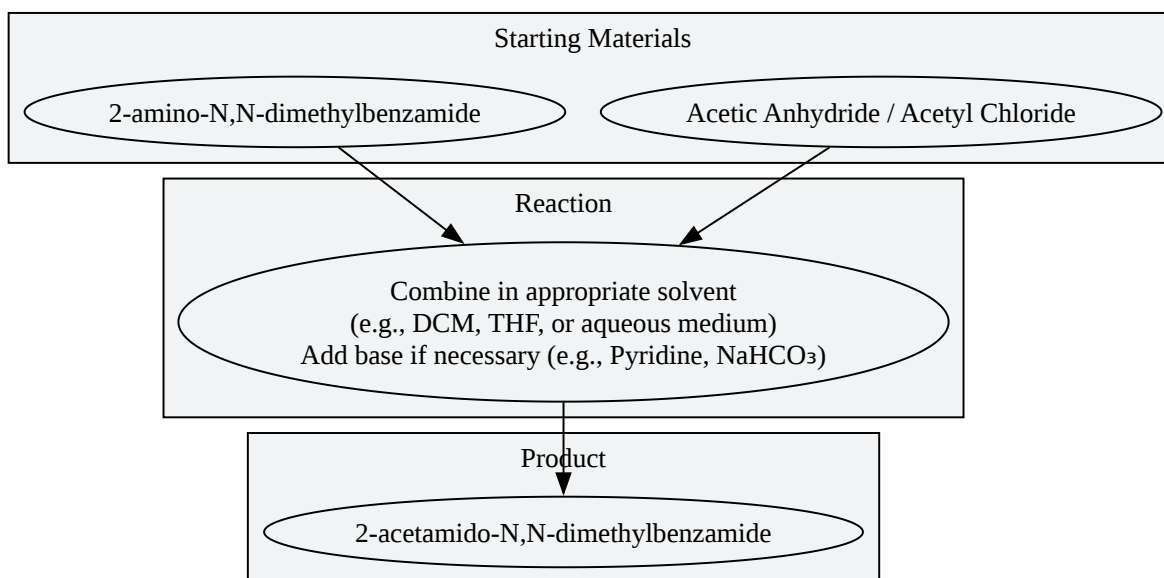 Starting Materials
2-amino-N,N-dimethylbenzamide
Acetic Anhydride / Acetyl Chloride
Reaction
Combine in appropriate solvent
(e.g., DCM, THF, or aqueous medium)
Add base if necessary (e.g., Pyridine, NaHCO₃)
Product
2-acetamido-N,N-dimethylbenzamide